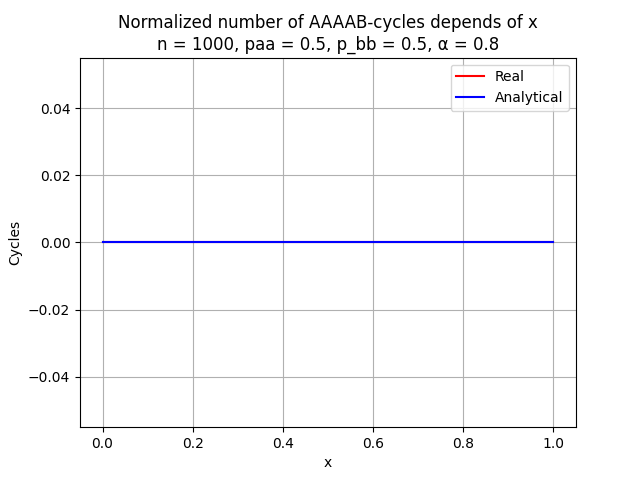 Normalized number of AAAAB-cycles depends of x
n = 1000, paa = 0.5, p_bb = 0.5, α = 0.8
Real
Analytical
0.04
0.02
0.00
−0.02
−0.04
Cycles
0.0 0.2 0.4 0.6 0.8 1.0
x